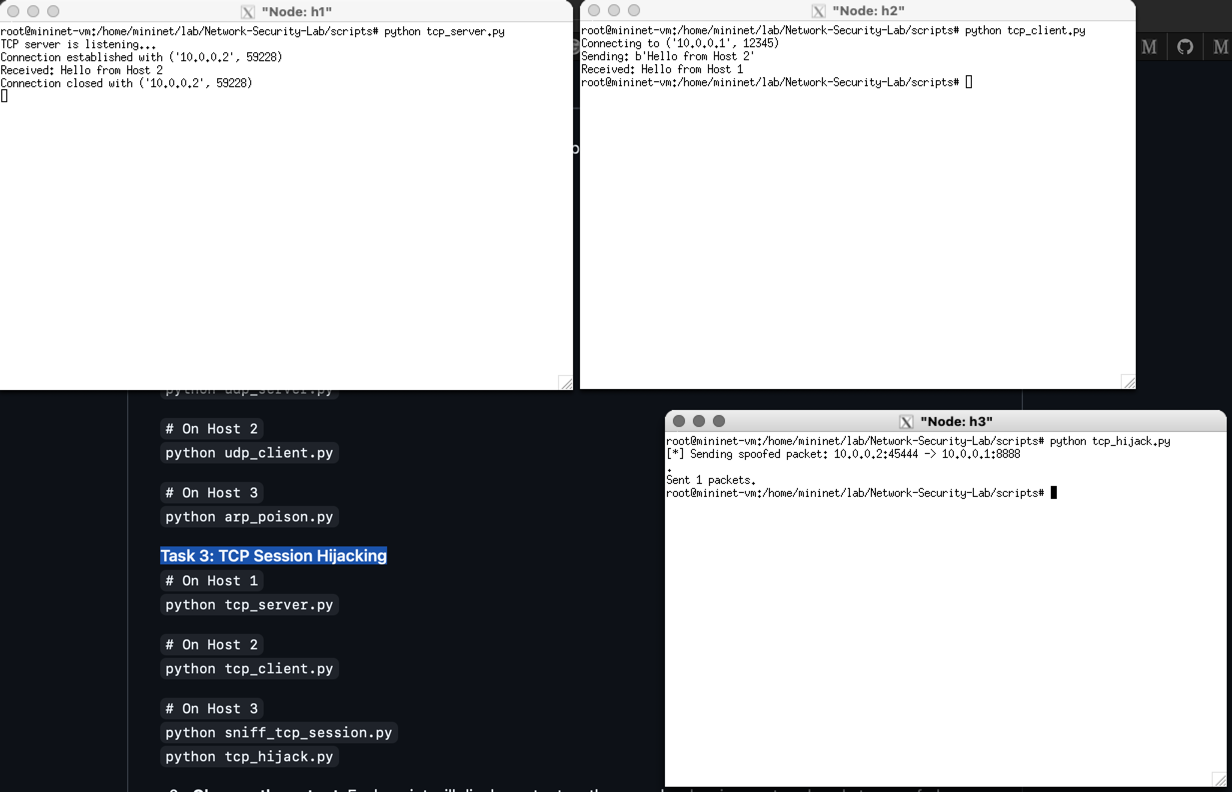 "Node: h1"
root@mininet-vm:/home/mininet/lab/Network-Security-Lab/scripts# python tcp_server.py
TCP server is listening...
Connection established with ('10.0.0.2', 59228)
Received: Hello from Host 2
Connection closed with ('10.0.0.2', 59228)
"Node: h2"
root@mininet-vm:/home/mininet/lab/Network-Security-Lab/scripts# python tcp_client.py
Connecting to ('10.0.0.1', 12345)
Sending: b'Hello from Host 2'
Received: Hello from Host 1
root@mininet-vm:/home/mininet/lab/Network-Security-Lab/scripts#
M
M
python udp_server.py
# On Host 2
python udp_client.py
# On Host 3
python arp_poison.py
Task 3: TCP Session Hijacking
# On Host 1
python tcp_server.py
# On Host 2
python tcp_client.py
# On Host 3
python sniff_tcp_session.py
python tcp_hijack.py
"Node: h3"
root@mininet-vm:/home/mininet/lab/Network-Security-Lab/scripts# python tcp_hijack.py
[*] Sending spoofed packet: 10.0.0.2:45444 -> 10.0.0.1:8888
.
Sent 1 packets.
root@mininet-vm:/home/mininet/lab/Network-Security-Lab/scripts#